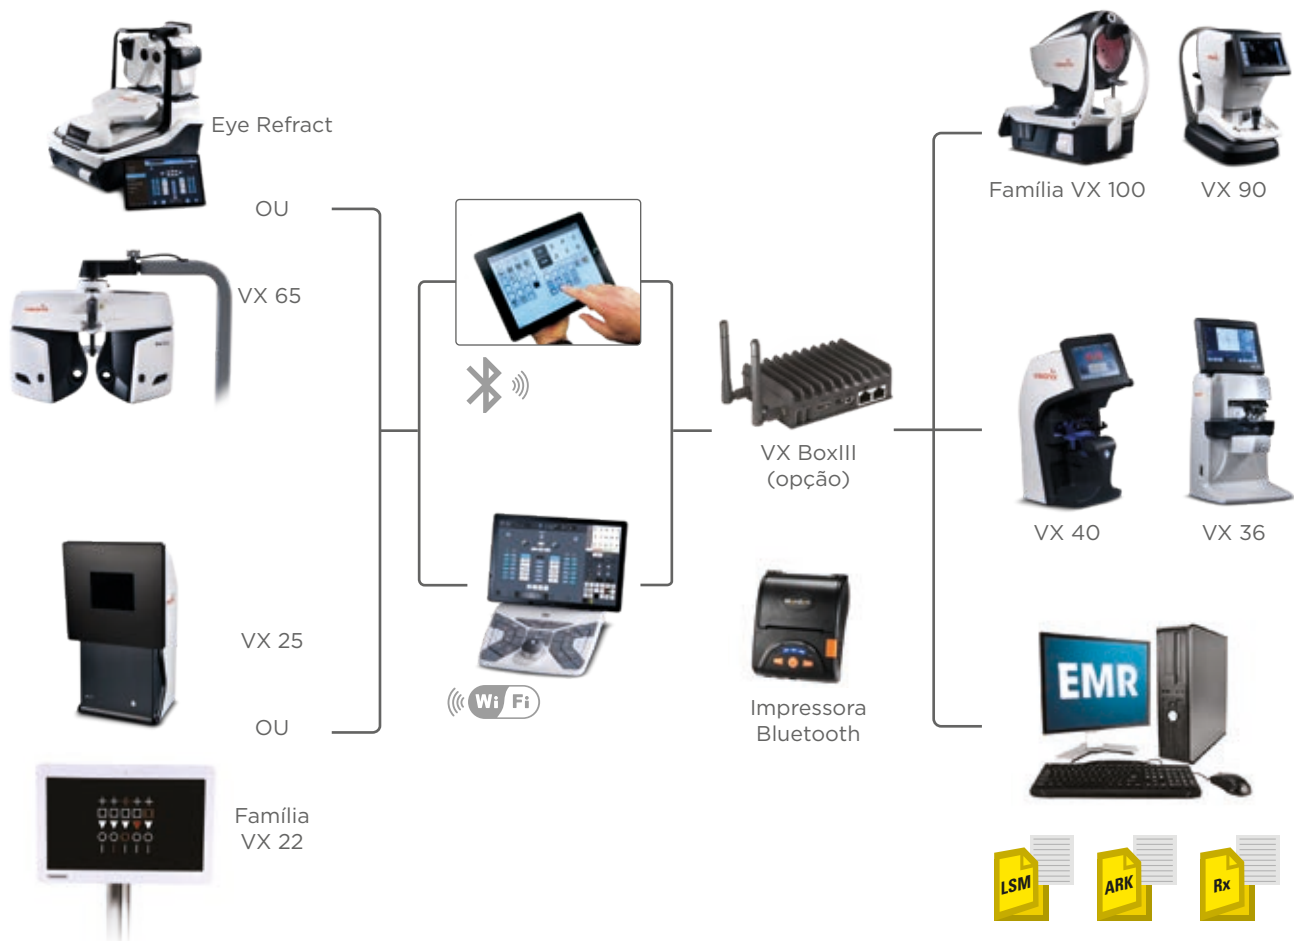 Eye Refract
OU
VX 65
VX 25
OU
Família
VX 22
Wi Fi
VX BoxIII
(opção)
Impressora
Bluetooth
Família VX 100
VX 90
VX 40
VX 36
EMR
LSM
ARK
Rx